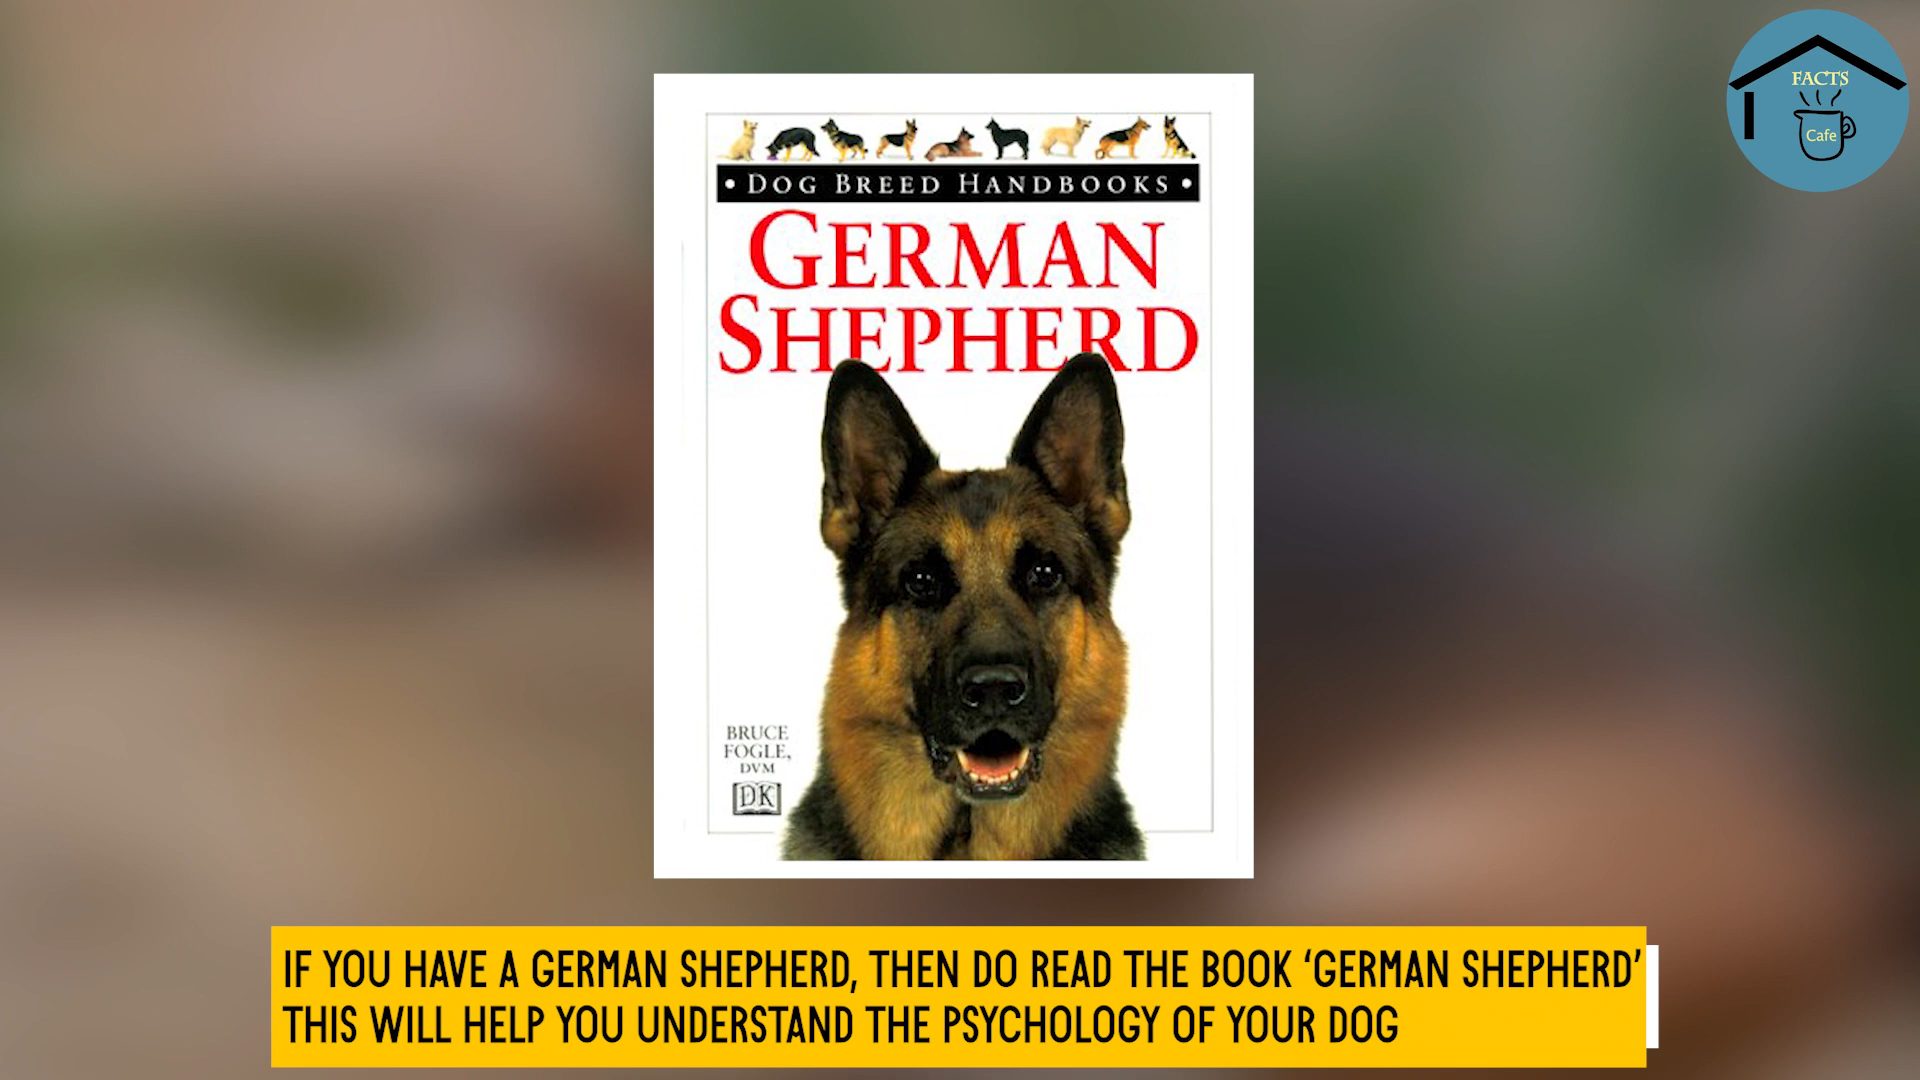 FACTS
Cafe
• DOG BREED HANDBOOKS •
GERMAN
SHEPHERD
BRUCE
FOGLE,
DVM
DK
IF YOU HAVE A GERMAN SHEPHERD, THEN DO READ THE BOOK ‘GERMAN SHEPHERD’
THIS WILL HELP YOU UNDERSTAND THE PSYCHOLOGY OF YOUR DOG